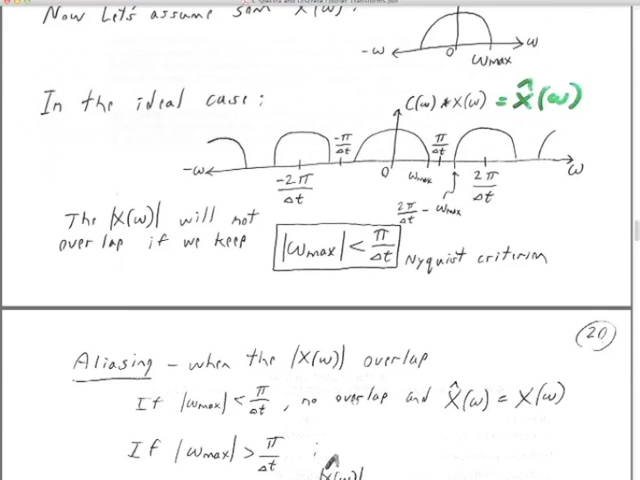 Now Let's assume some X(ω):
-ω 0 ωmax ω
In the ideal case:
C(ω) * X(ω) = X̂(ω)
-ω -2π/Δt -π/Δt 0 ωmax π/Δt 2π/Δt - ωmax 2π/Δt ω
The |X(ω)| will not
overlap if we keep
|ωmax| < π/Δt Nyquist criterion
20
Aliasing - when the |X(ω)| overlap
If |ωmax| < π/Δt, no overlap and X̂(ω) = X(ω)
If |ωmax| > π/Δt :
|X̂(ω)|